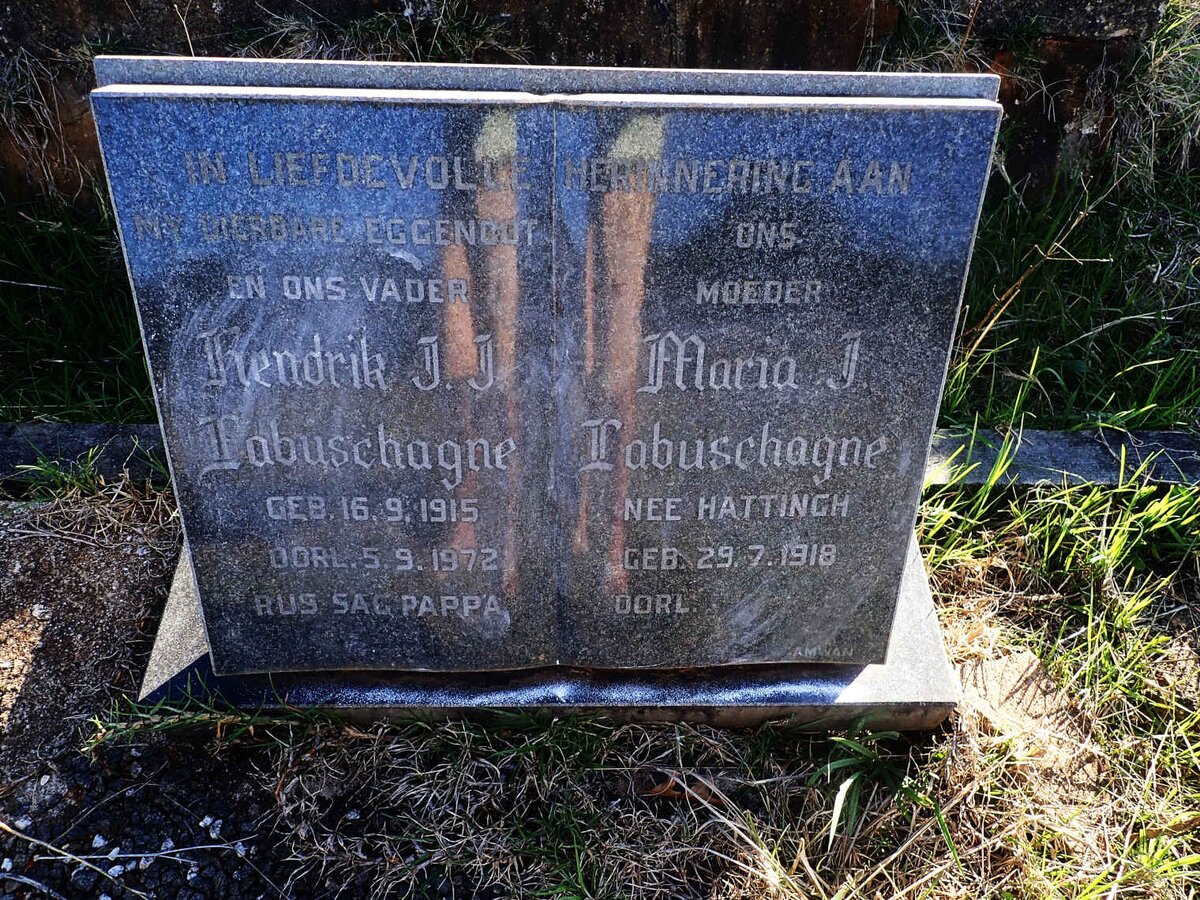 IN LIEFDEVOLLE HERINNERING AAN
MY DIERBARE EGGENOOT
EN ONS VADER
Hendrik J. J.
Labuschagne
GEB. 16. 9. 1915
OORL. 5. 9. 1972
RUS SAG PAPPA
ONS
MOEDER
Maria J.
Labuschagne
NEE HATTINGH
GEB. 29. 7. 1918
OORL.
AMWAN